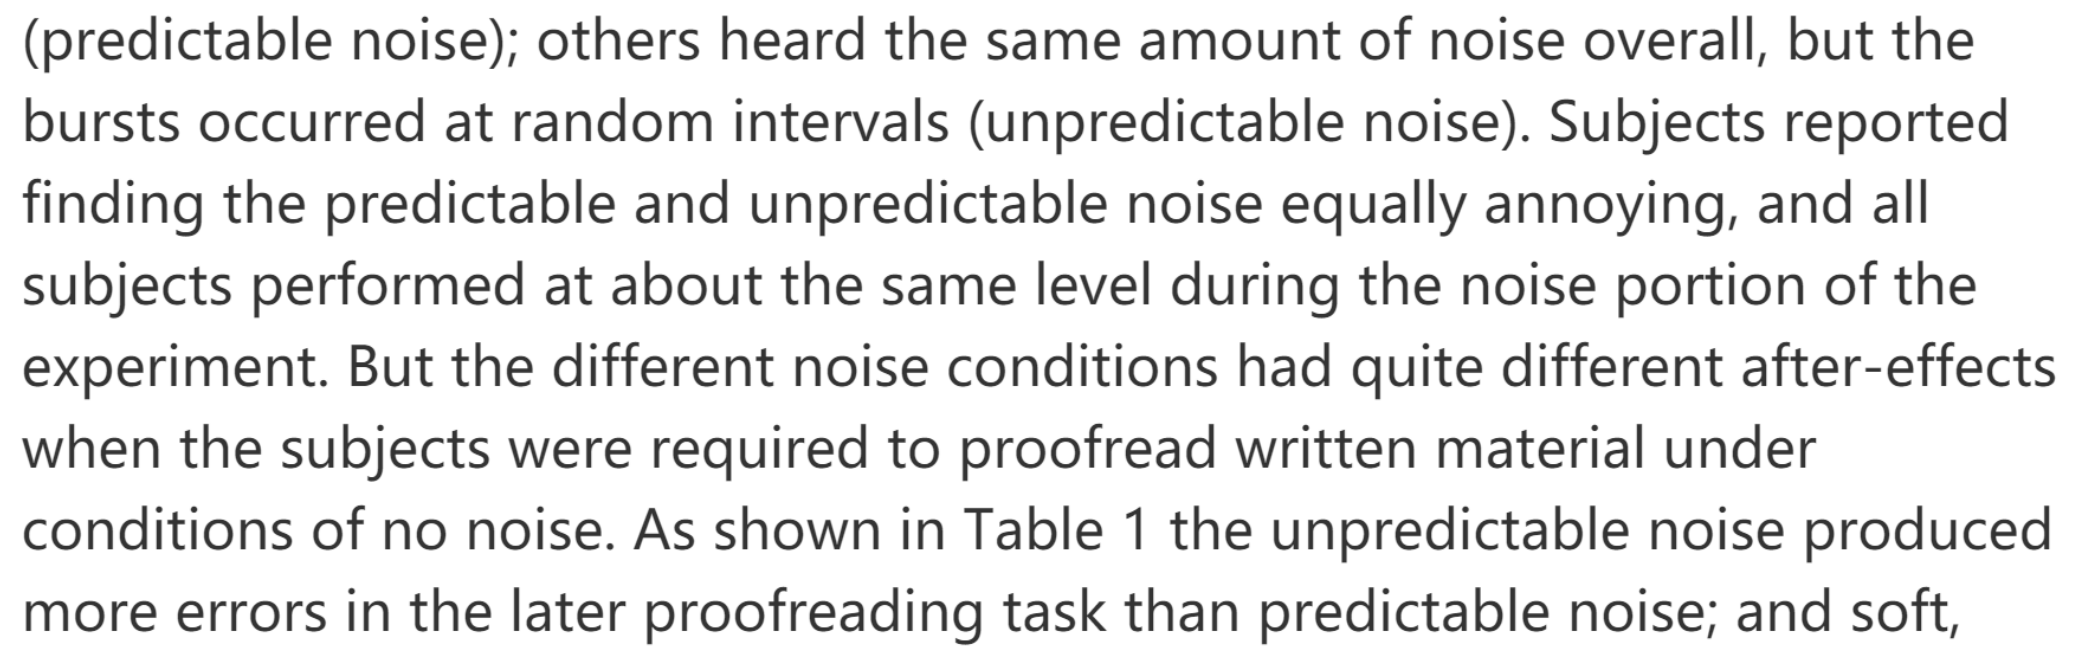 (predictable noise); others heard the same amount of noise overall, but the
bursts occurred at random intervals (unpredictable noise). Subjects reported
finding the predictable and unpredictable noise equally annoying, and all
subjects performed at about the same level during the noise portion of the
experiment. But the different noise conditions had quite different after-effects
when the subjects were required to proofread written material under
conditions of no noise. As shown in Table 1 the unpredictable noise produced
more errors in the later proofreading task than predictable noise; and soft,